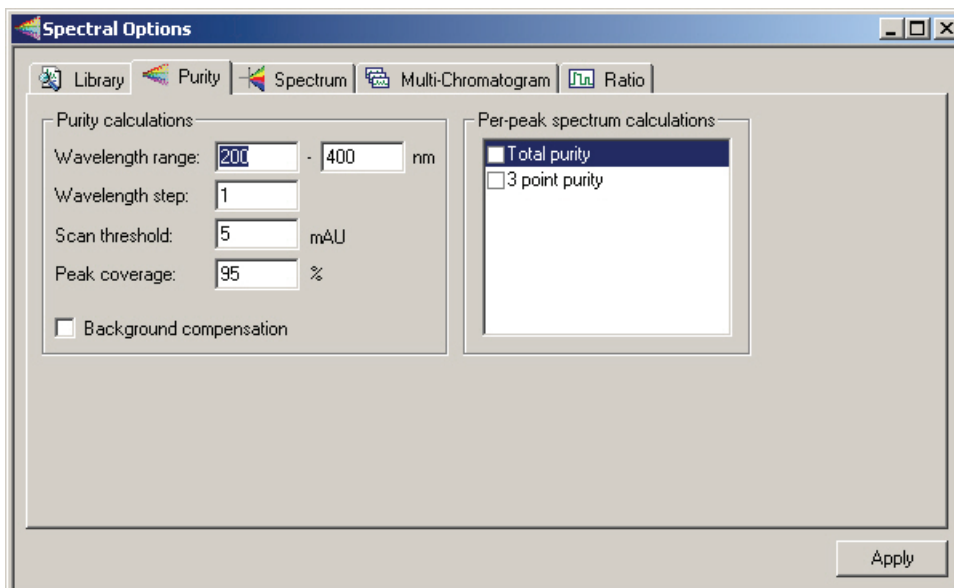 Spectral Options
Library Purity Spectrum Multi-Chromatogram Ratio
Purity calculations
Wavelength range: 200 - 400 nm
Wavelength step: 1
Scan threshold: 5 mAU
Peak coverage: 95 %
Background compensation
Per-peak spectrum calculations
Total purity
3 point purity
Apply